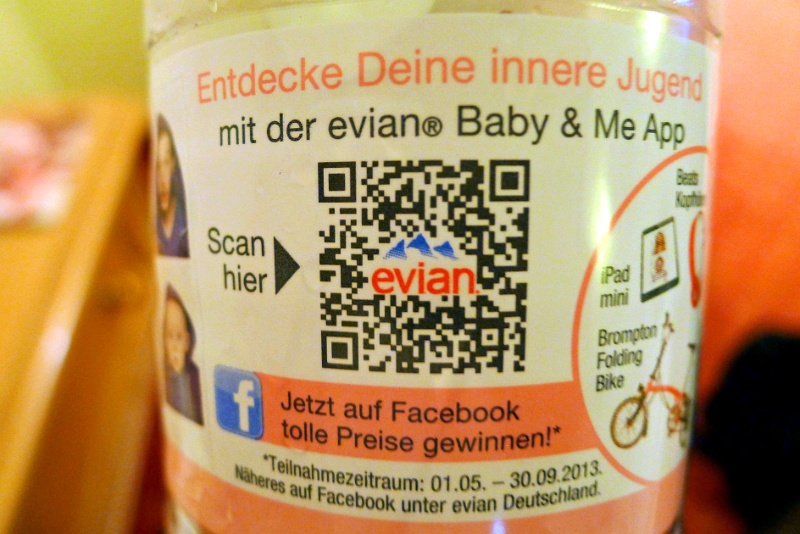 Entdecke Deine innere Jugend
mit der evian® Baby & Me App
Scan
hier
evian
Beats
iPad
mini
Brompton
Folding
Bike
f
Jetzt auf Facebook
tolle Preise gewinnen!*
*Teilnahmezeitraum: 01.05. – 30.09.2013.
Näheres auf Facebook unter evian Deutschland.